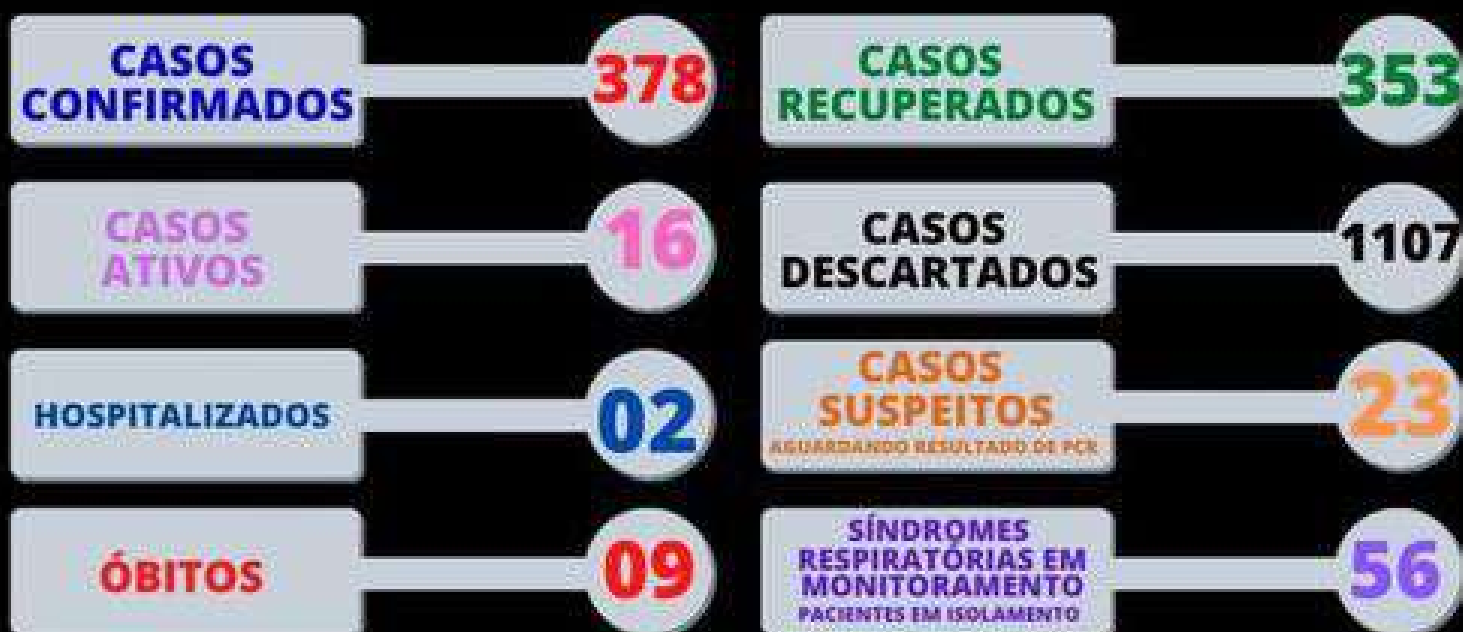 CASOS
CONFIRMADOS
378
CASOS
RECUPERADOS
353
CASOS
ATIVOS
16
CASOS
DESCARTADOS
1107
HOSPITALIZADOS
02
CASOS
SUSPEITOS
AGUARDANDO RESULTADO DE PCR
23
ÓBITOS
09
SÍNDROMES
RESPIRATÓRIAS EM
MONITORAMENTO
PACIENTES EM ISOLAMENTO
56